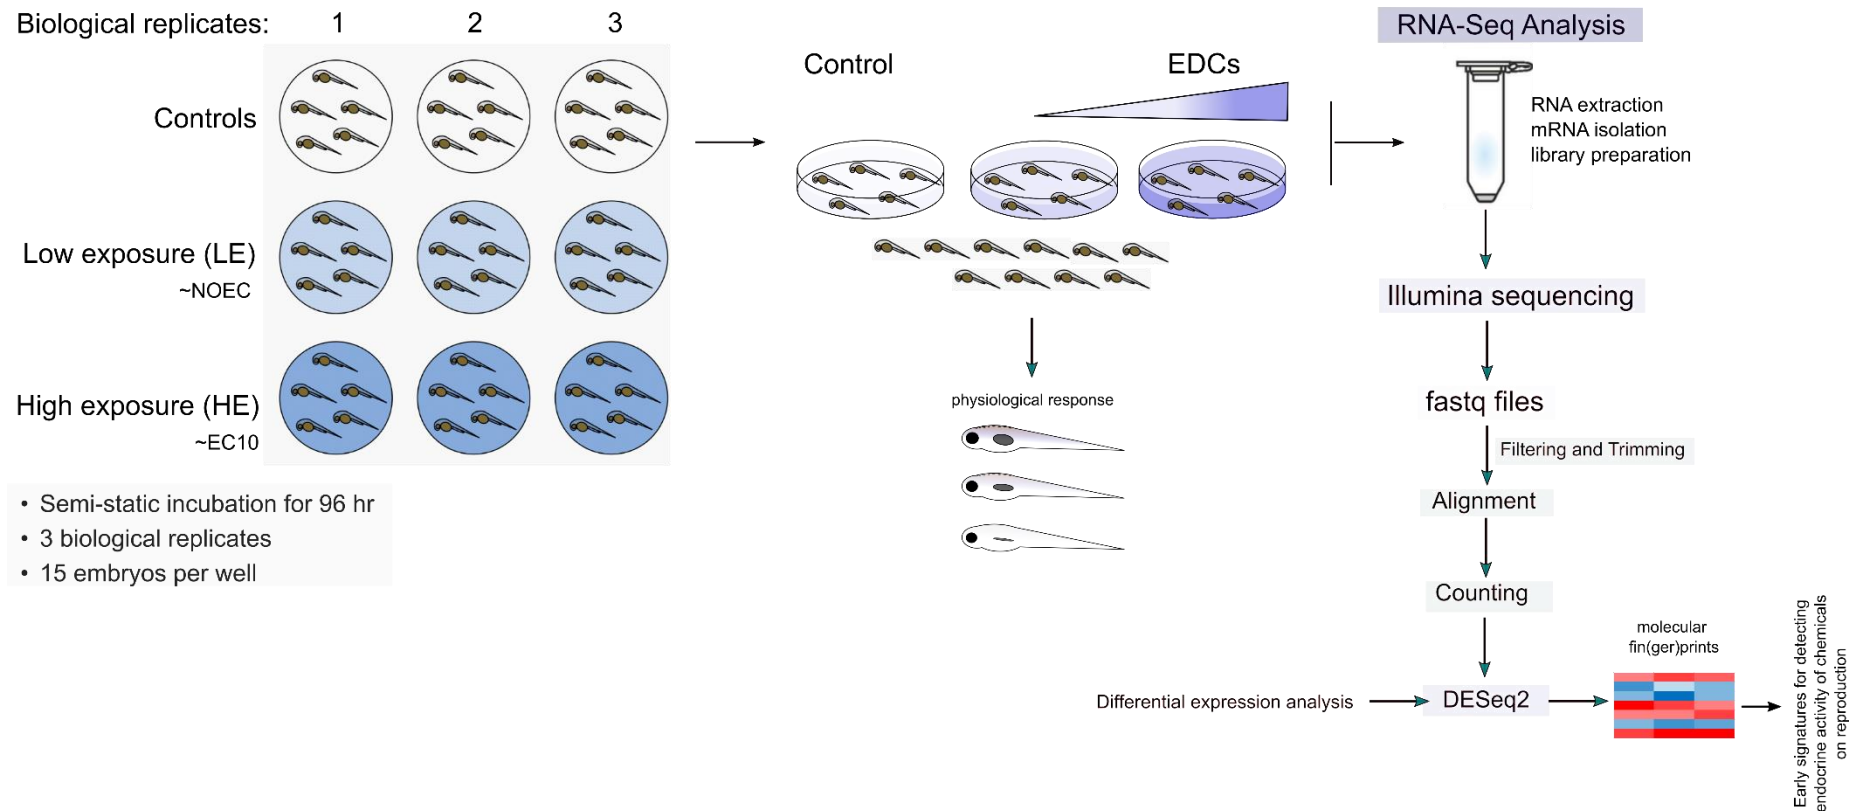 Biological replicates: 1 2 3
Controls
Low exposure (LE)
~NOEC
High exposure (HE)
~EC10
• Semi-static incubation for 96 hr
• 3 biological replicates
• 15 embryos per well
Control
EDCs
physiological response
RNA-Seq Analysis
RNA extraction
mRNA isolation
library preparation
Illumina sequencing
fastq files
Filtering and Trimming
Alignment
Counting
Differential expression analysis
DESeq2
molecular
fin(ger)prints
Early signatures for detecting
endocrine activity of chemicals
on reproduction